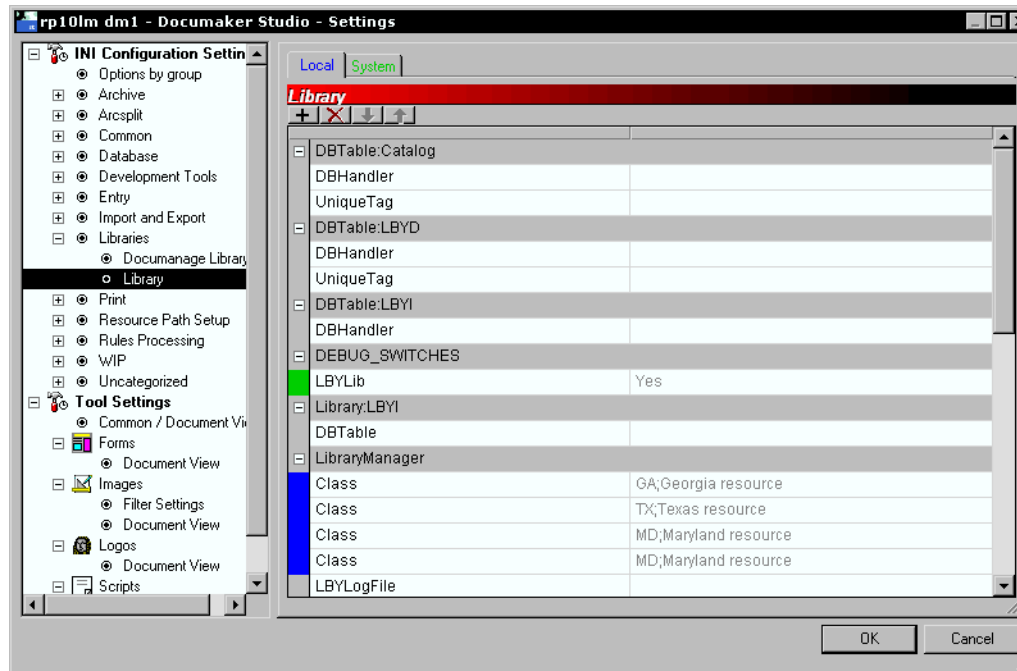 rp10lm dm1 - Documaker Studio - Settings
INI Configuration Settin
Options by group
Archive
Arcsplit
Common
Database
Development Tools
Entry
Import and Export
Libraries
Documanage Library
Library
Print
Resource Path Setup
Rules Processing
WIP
Uncategorized
Tool Settings
Common / Document Vi
Forms
Document View
Images
Filter Settings
Document View
Logos
Document View
Scripts
Local
System
Library
DBTable:Catalog
DBHandler
UniqueTag
DBTable:LBYD
DBHandler
UniqueTag
DBTable:LBYI
DBHandler
DEBUG_SWITCHES
LBYLib Yes
Library:LBYI
DBTable
LibraryManager
Class GA;Georgia resource
Class TX;Texas resource
Class MD;Maryland resource
Class MD;Maryland resource
LBYLogFile
OK
Cancel